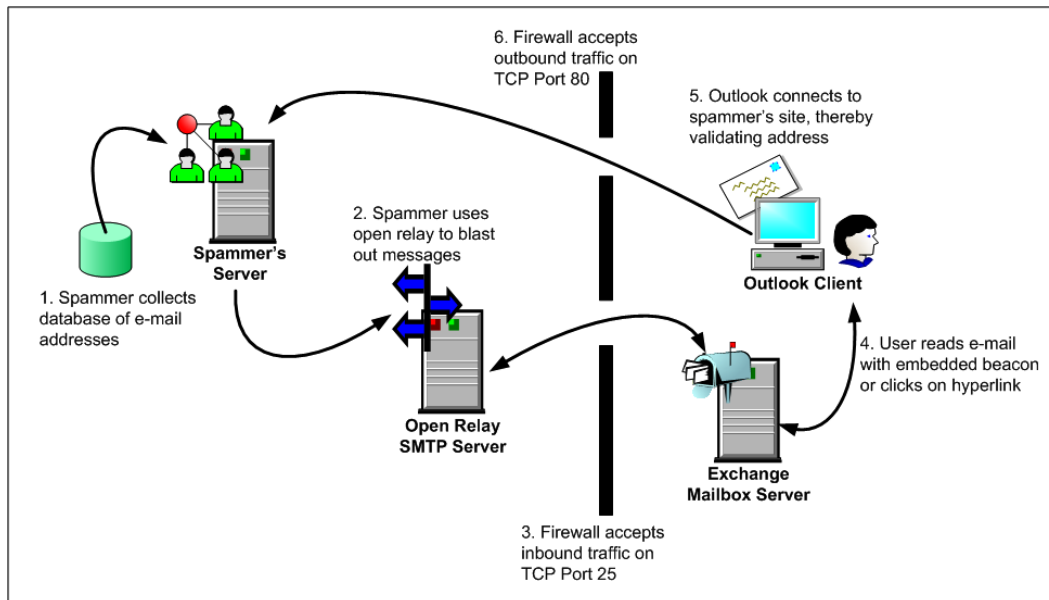 6. Firewall accepts
outbound traffic on
TCP Port 80
5. Outlook connects to
spammer's site, thereby
validating address
2. Spammer uses
open relay to blast
out messages
Spammer's
Server
Outlook Client
1. Spammer collects
database of e-mail
addresses
4. User reads e-mail
with embedded beacon
or clicks on hyperlink
Open Relay
SMTP Server
Exchange
Mailbox Server
3. Firewall accepts
inbound traffic on
TCP Port 25